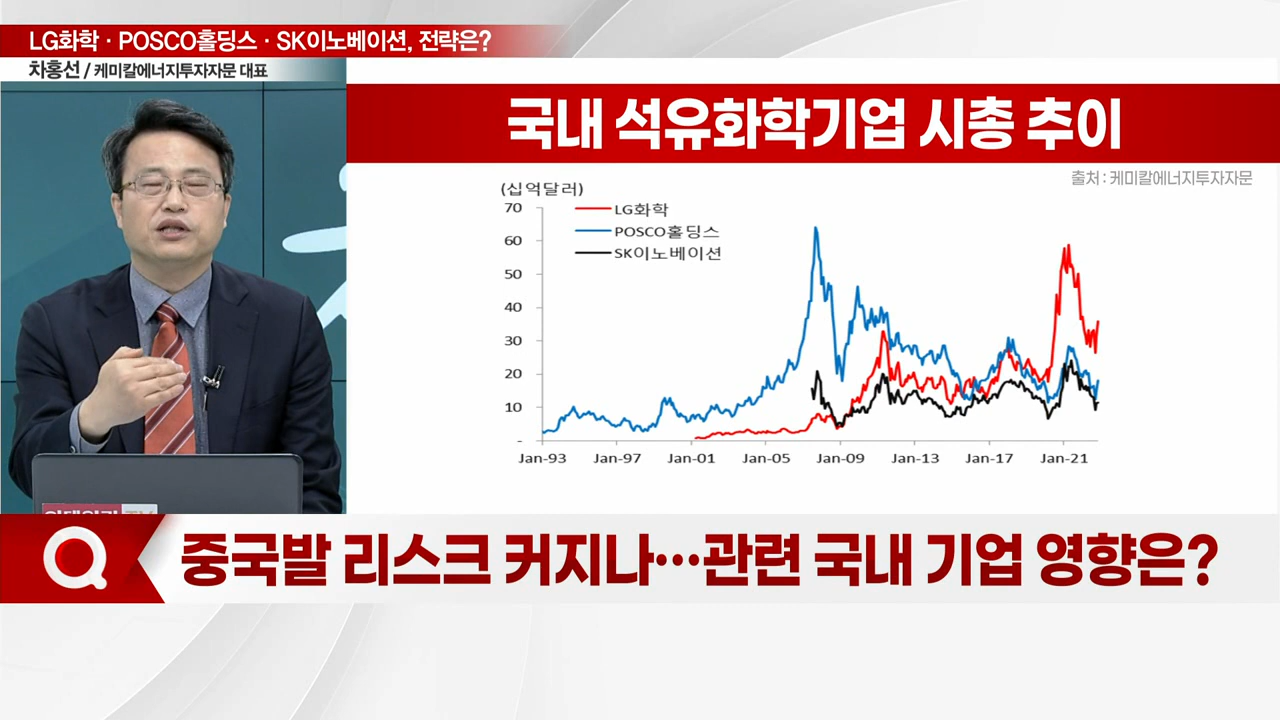 LG화학 · POSCO홀딩스 · SK이노베이션, 전략은?
차홍선 / 케미칼에너지투자자문 대표
국내 석유화학기업 시총 추이
출처 : 케미칼에너지투자자문
(십억달러)
70
60
50
40
30
20
10
-
LG화학
POSCO홀딩스
SK이노베이션
Jan-93 Jan-97 Jan-01 Jan-05 Jan-09 Jan-13 Jan-17 Jan-21
Q 중국발 리스크 커지나…관련 국내 기업 영향은?